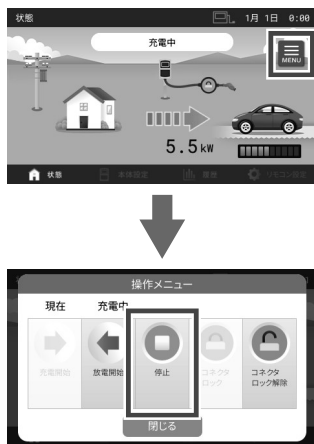 状態 1月 1日 0:00
充電中
MENU
5.5kW
状態 本体設定 履歴 リモコン設定
操作メニュー
現在 充電中
充電開始 放電開始 停止 コネクタ コネクタ
ロック ロック解除
閉じる